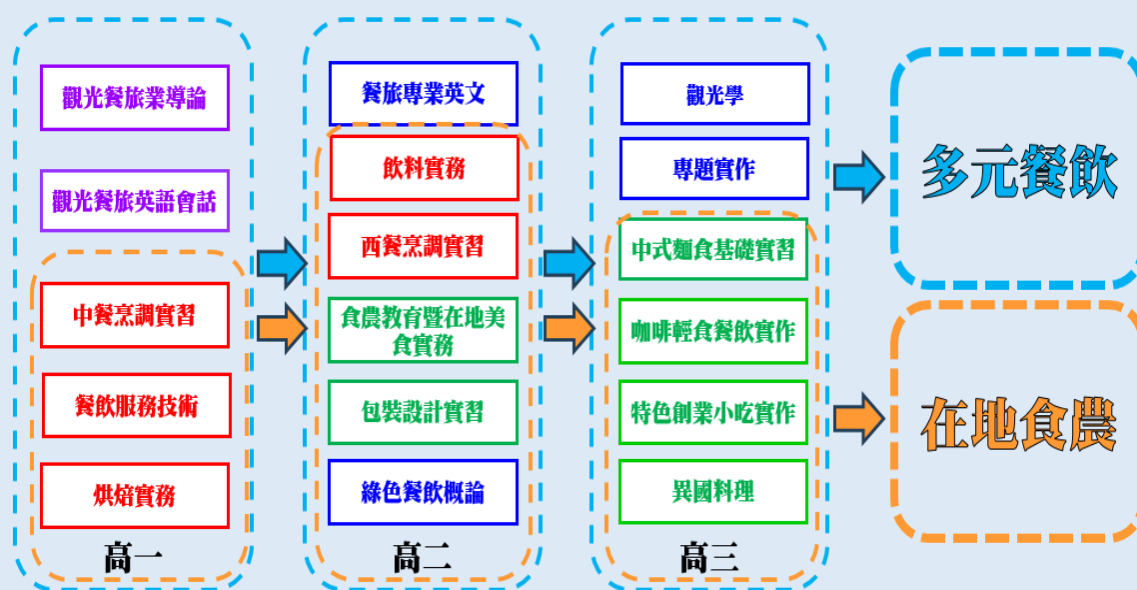 觀光餐旅業導論
觀光餐旅英語會話
中餐烹調實習
餐飲服務技術
烘焙實務
高一
餐旅專業英文
飲料實務
西餐烹調實習
食農教育暨在地美
食實務
包裝設計實習
綠色餐飲概論
高二
觀光學
專題實作
中式麵食基礎實習
咖啡輕食餐飲實作
特色創業小吃實作
異國料理
高三
多元餐飲
在地食農